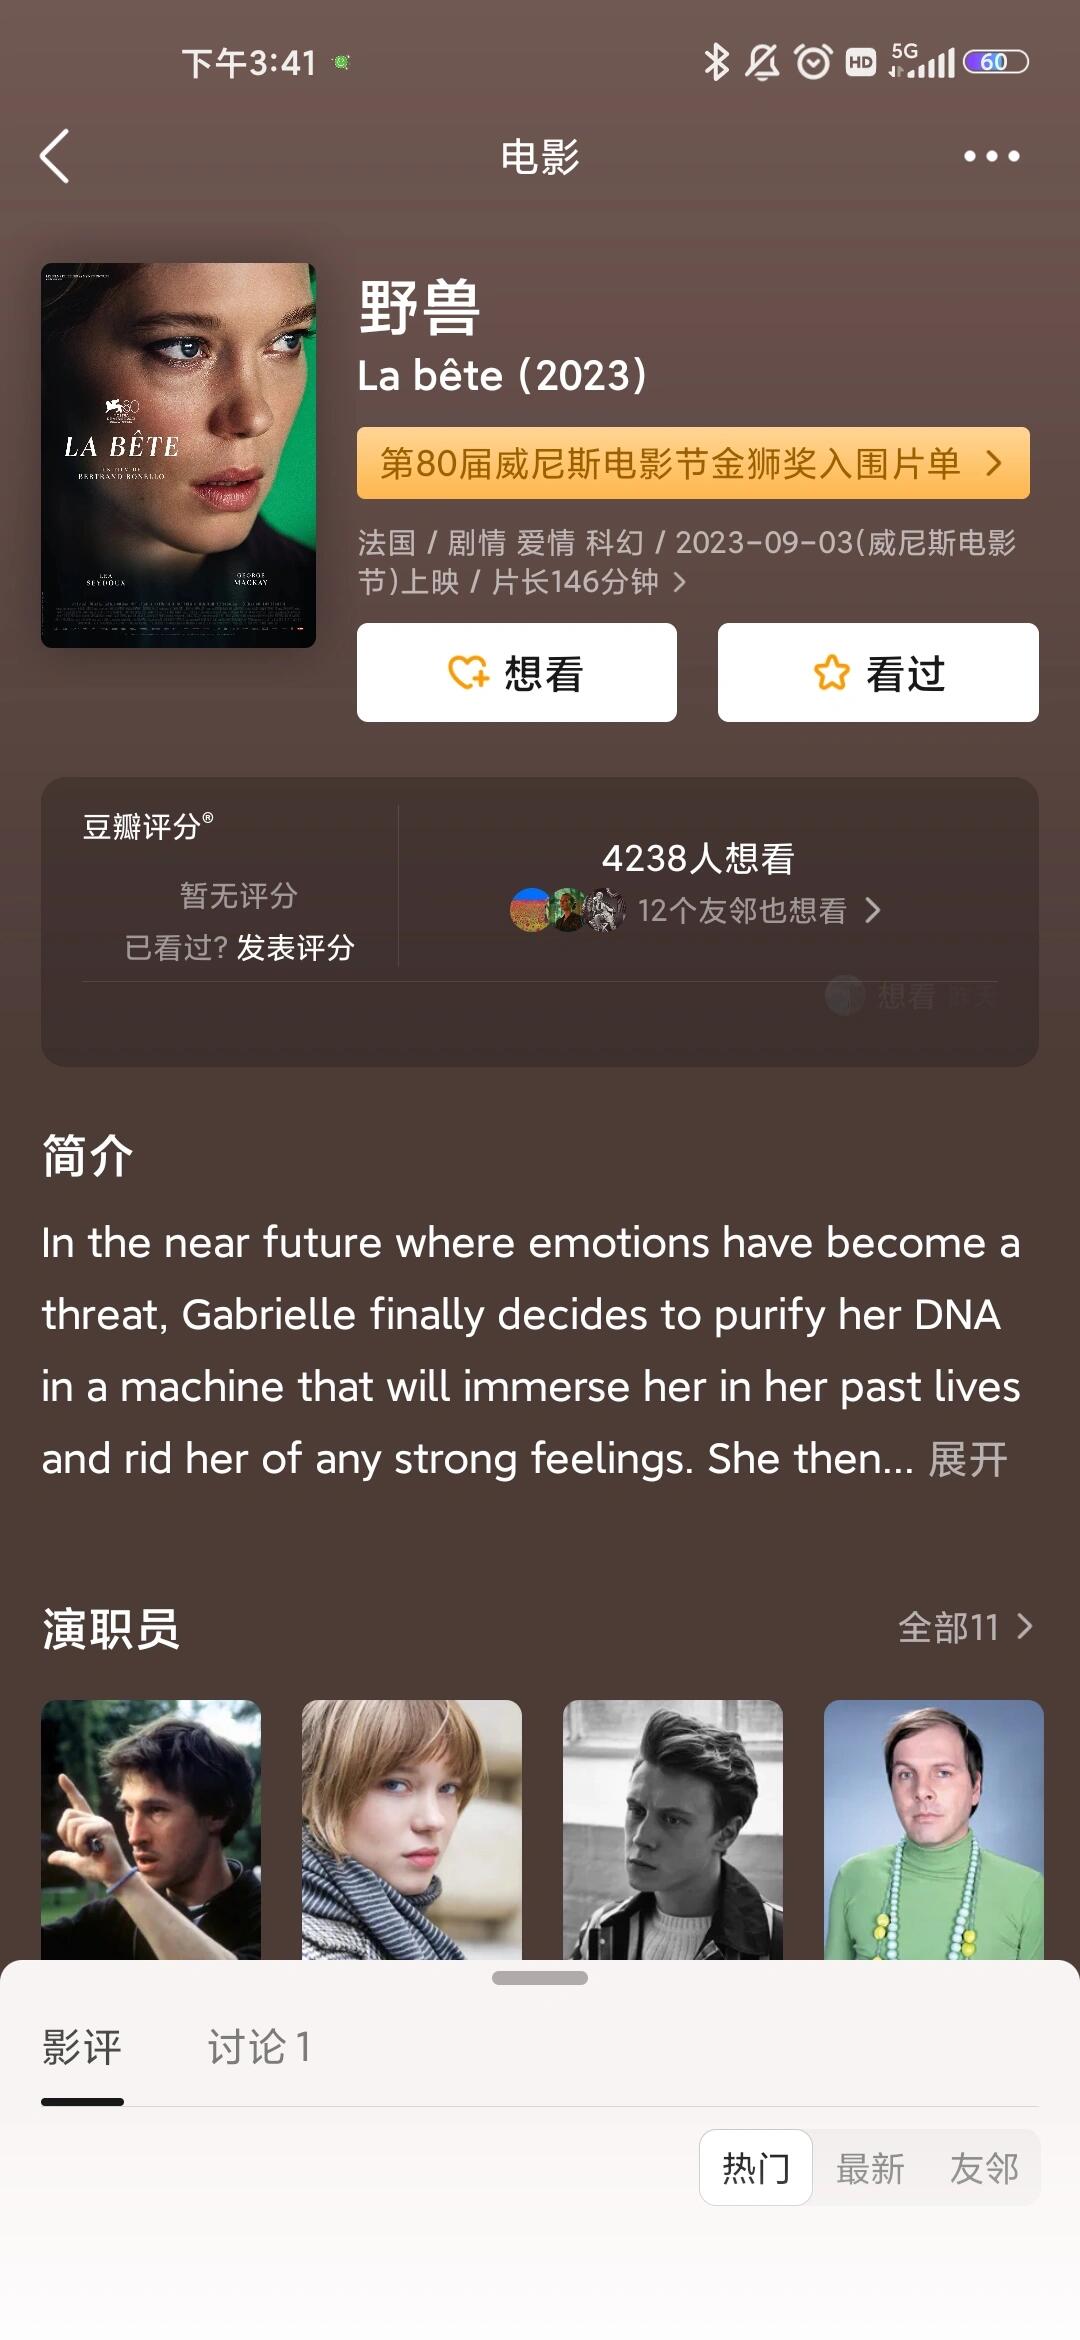 下午3:41
HD 5G 60
电影
LA BÊTE
BERTRAND BONELLO
LEA SEYDOUX
GEORGE MACKAY
野兽
La bête (2023)
第80届威尼斯电影节金狮奖入围片单
法国 / 剧情 爱情 科幻 / 2023-09-03(威尼斯电影
节)上映 / 片长146分钟
想看
看过
豆瓣评分®
暂无评分
已看过? 发表评分
4238人想看
12个友邻也想看
想看 昨天
简介
In the near future where emotions have become a
threat, Gabrielle finally decides to purify her DNA
in a machine that will immerse her in her past lives
and rid her of any strong feelings. She then... 展开
演职员
全部11
影评
讨论 1
热门
最新
友邻